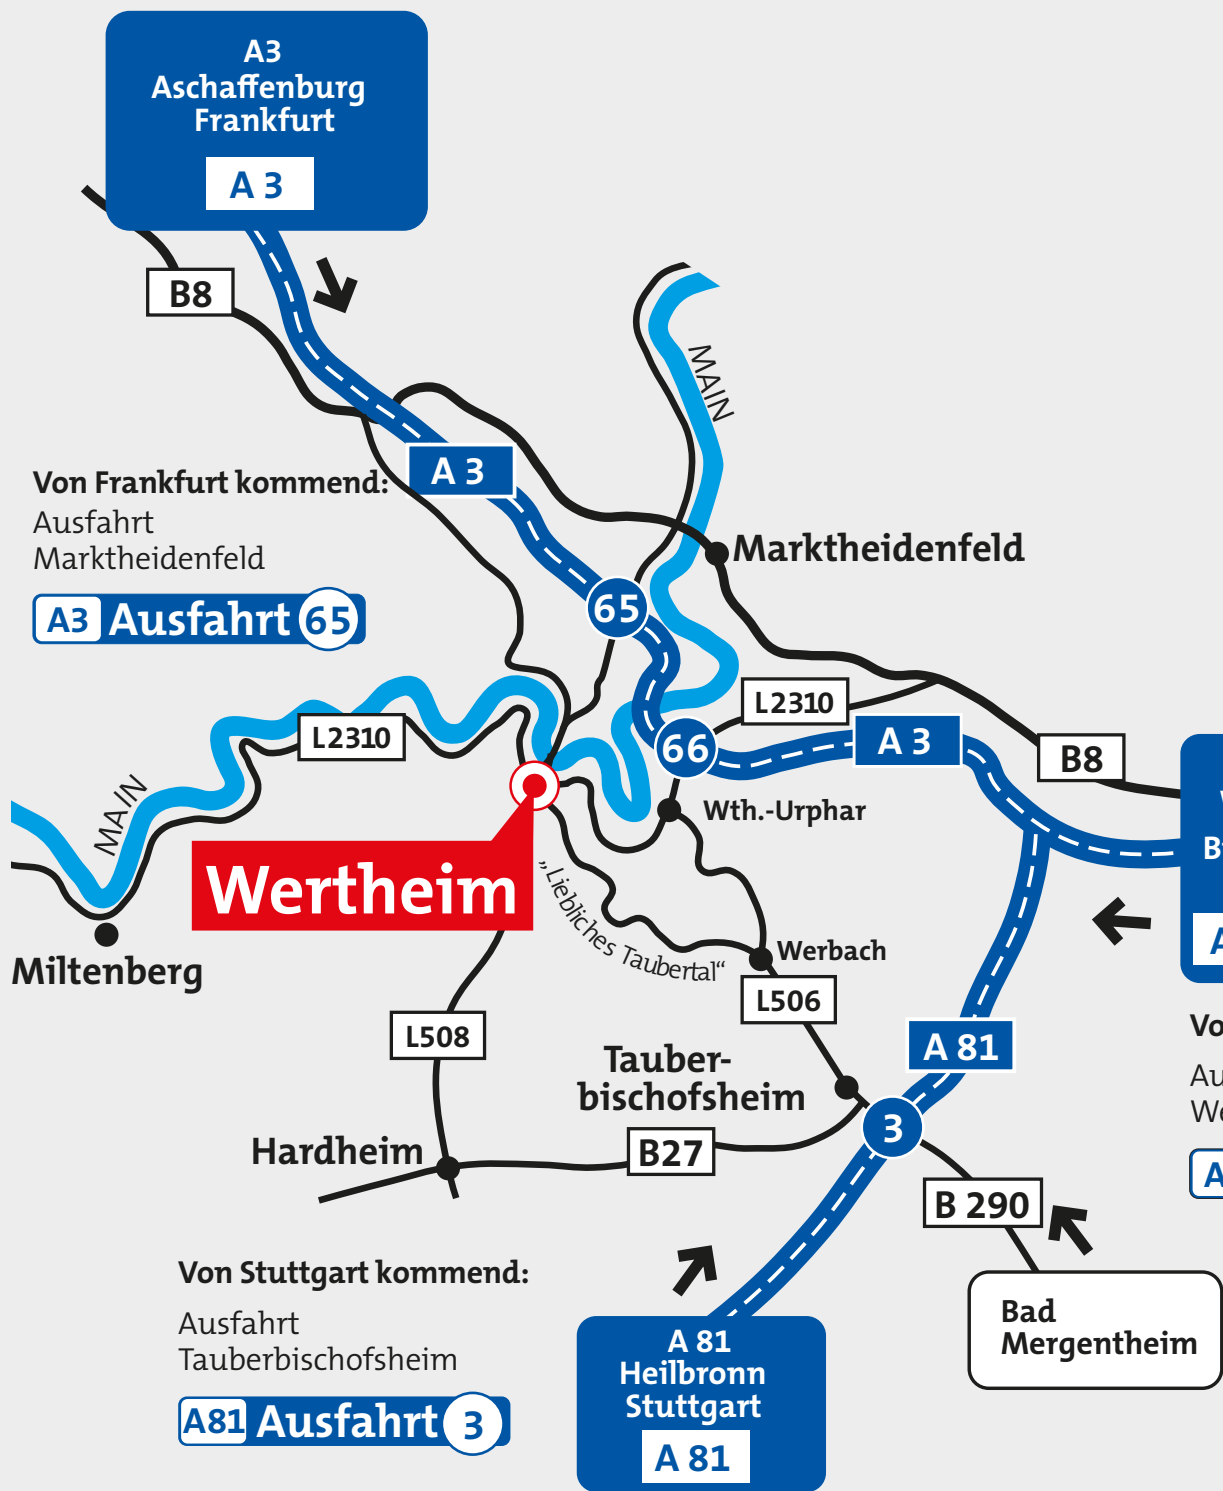 A3
Aschaffenburg
Frankfurt
A 3
B8
MAIN
A 3
Von Frankfurt kommend:
Ausfahrt
Marktheidenfeld
A3 Ausfahrt 65
Marktheidenfeld
65
L2310
L2310
66
A 3
B8
MAIN
Wth.-Urphar
Wertheim
„Liebliches Taubertal“
Werbach
Miltenberg
L506
L508
A 81
Tauber-
bischofsheim
3
Hardheim
B27
B 290
Von Stuttgart kommend:
Ausfahrt
Tauberbischofsheim
A81 Ausfahrt 3
A 81
Heilbronn
Stuttgart
A 81
Bad
Mergentheim